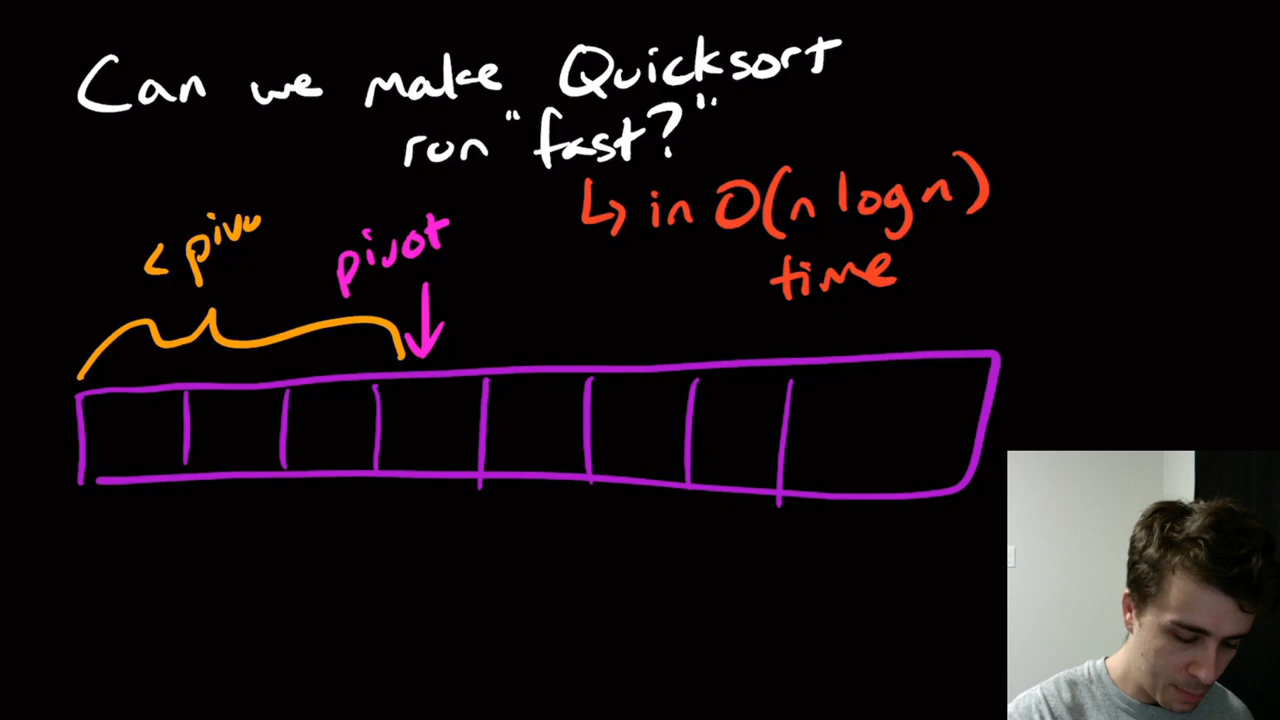 Can we make Quicksort
run "fast?"
↳ in O(n log n)
time
< pivo
pivot